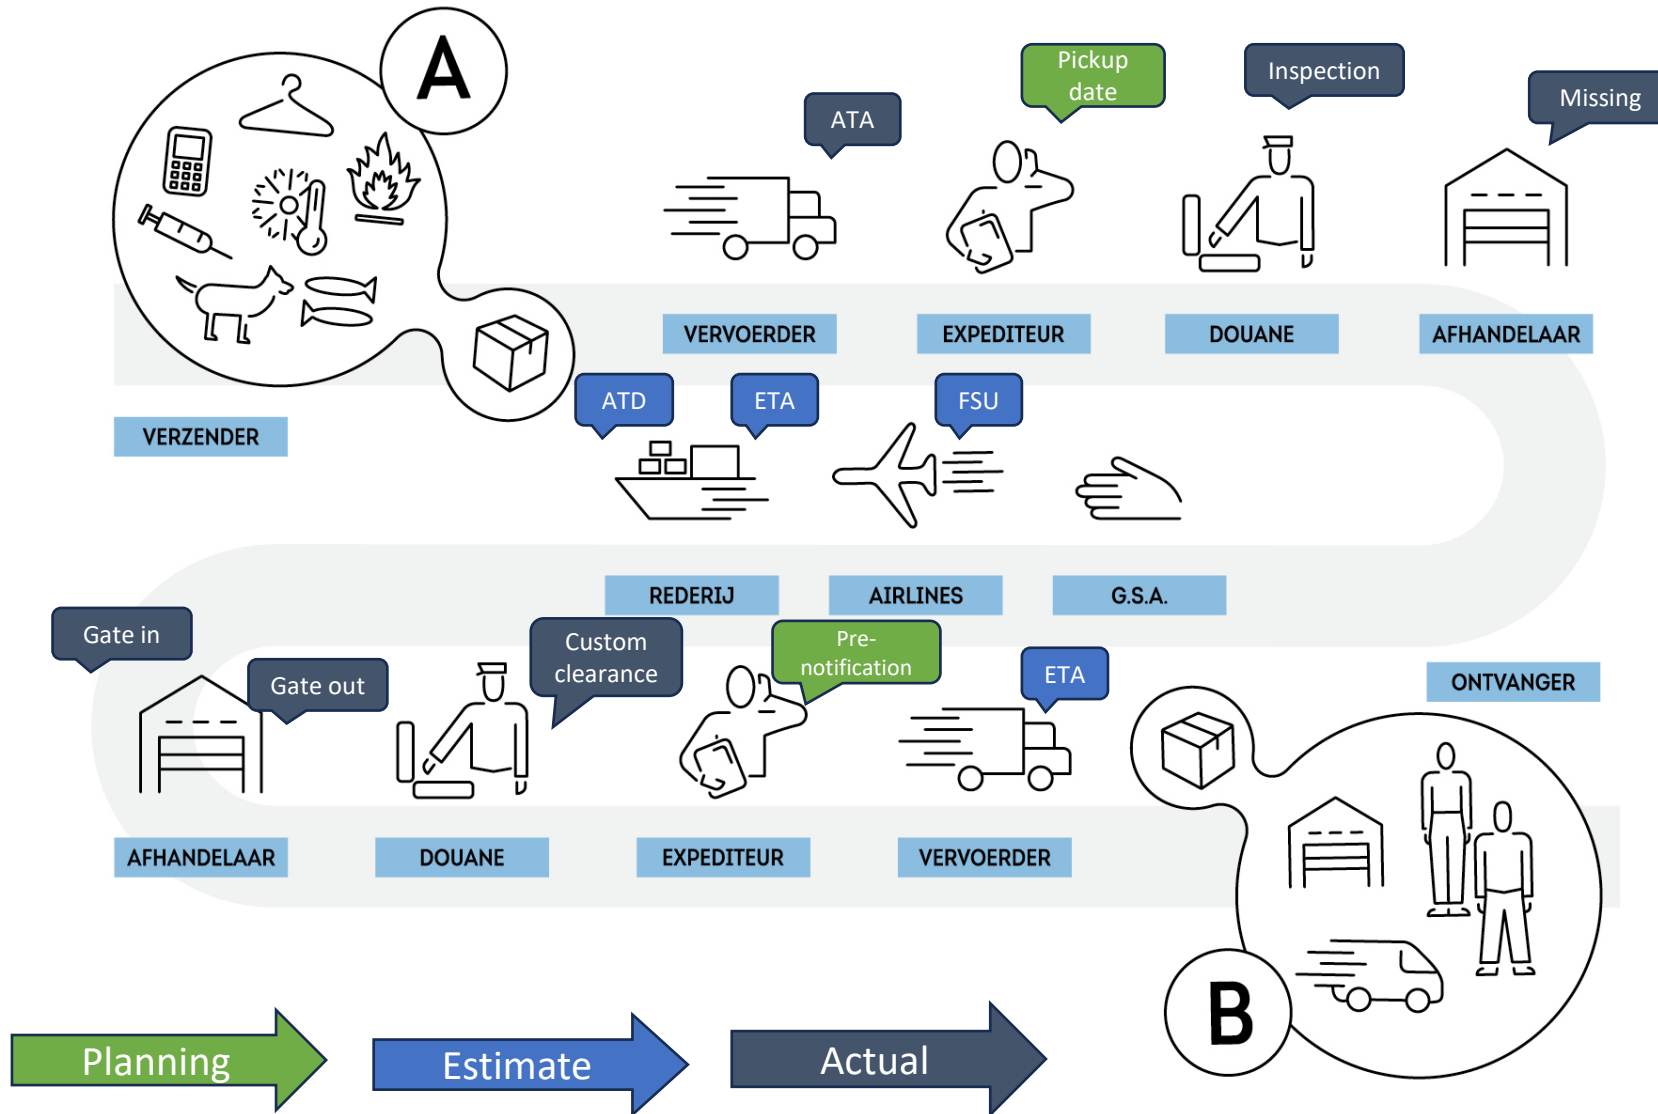 A
ATA
Pickup
date
Inspection
Missing
VERVOERDER
EXPEDITEUR
DOUANE
AFHANDELAAR
VERZENDER
ATD
ETA
FSU
REDERIJ
AIRLINES
G.S.A.
Gate in
Gate out
Custom
clearance
Pre-
notification
ETA
ONTVANGER
AFHANDELAAR
DOUANE
EXPEDITEUR
VERVOERDER
B
Planning
Estimate
Actual